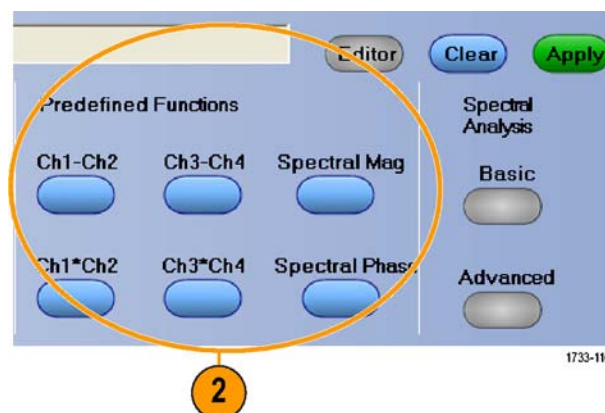 Editor Clear Apply
Predefined Functions
Spectral
Analysis
Ch1-Ch2 Ch3-Ch4 Spectral Mag
Basic
Ch1*Ch2 Ch3*Ch4 Spectral Phase
Advanced
2